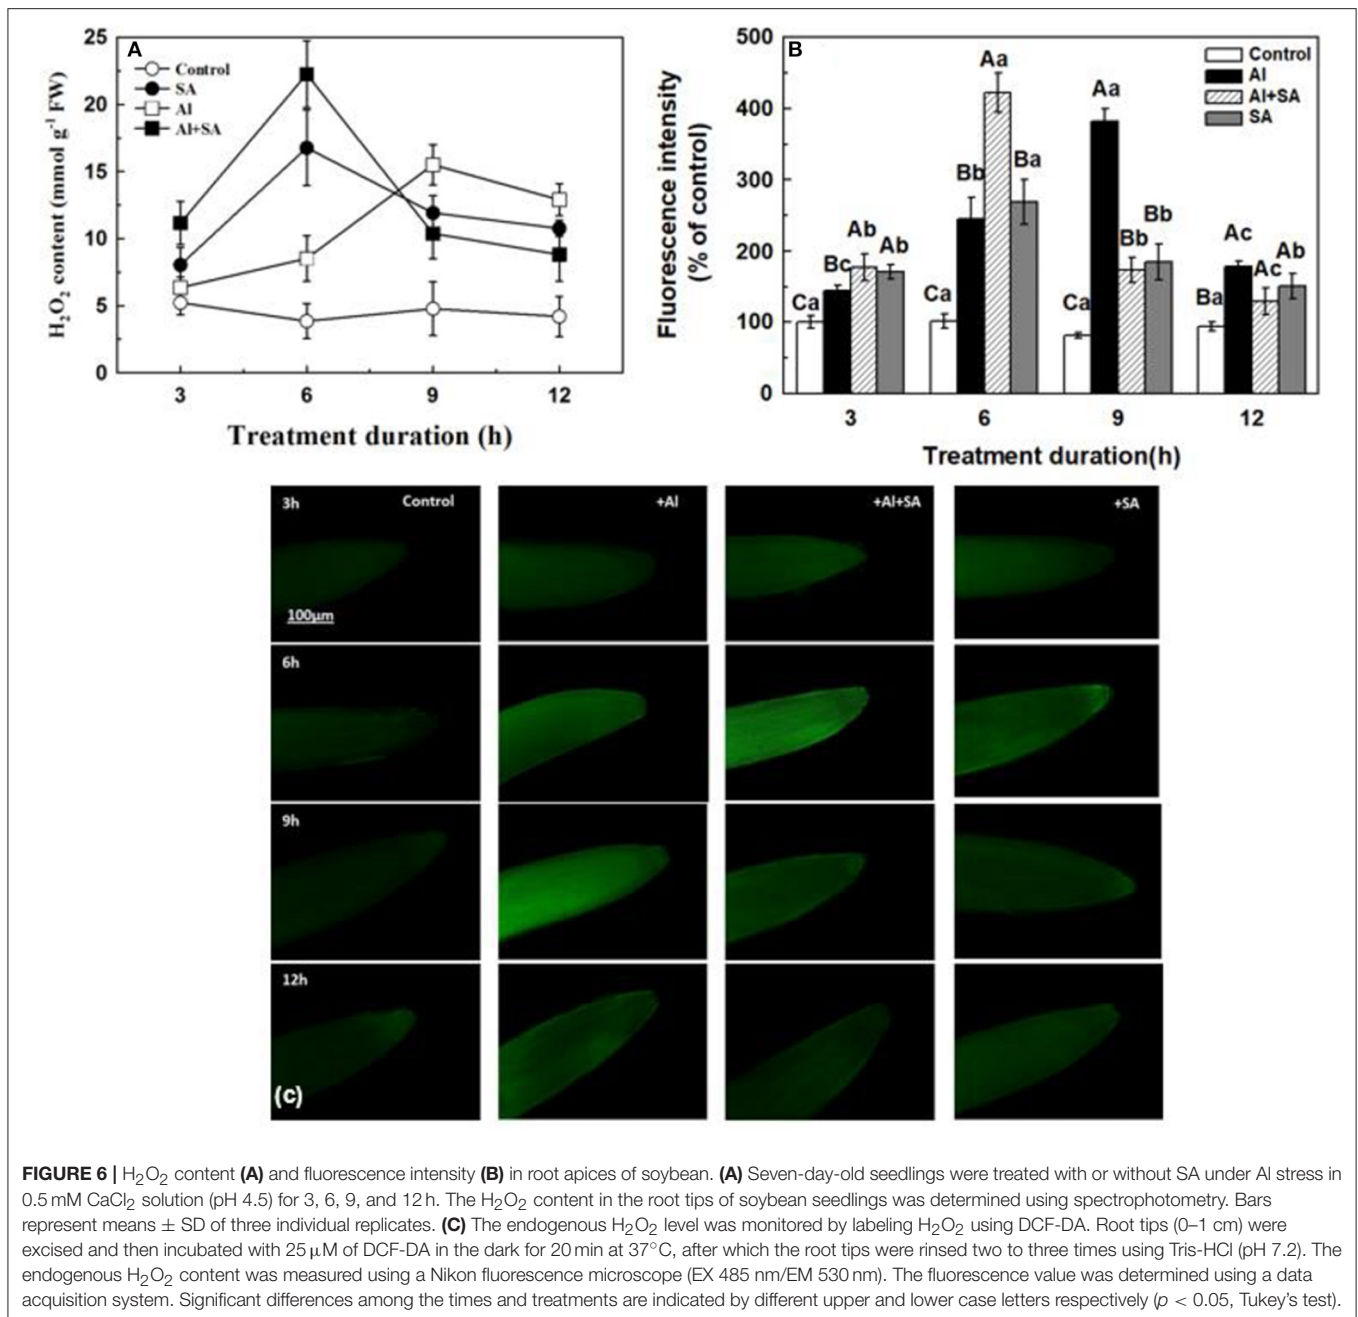 A
Control
SA
Al
Al+SA
H₂O₂ content (mmol g⁻¹ FW)
25
20
15
10
5
0
3 6 9 12
Treatment duration (h)
B
Control
Al
Al+SA
SA
Fluorescence intensity
(% of control)
500
400
300
200
100
0
Ca Bc Ab Ab
Ca Bb Aa Ba
Ca Aa Bb Bb
Ba Ac Ac Ab
3 6 9 12
Treatment duration(h)
3h Control +Al +Al+SA +SA
100µm
6h
9h
12h
(c)
FIGURE 6 | H₂O₂ content (A) and fluorescence intensity (B) in root apices of soybean. (A) Seven-day-old seedlings were treated with or without SA under Al stress in
0.5 mM CaCl₂ solution (pH 4.5) for 3, 6, 9, and 12 h. The H₂O₂ content in the root tips of soybean seedlings was determined using spectrophotometry. Bars
represent means ± SD of three individual replicates. (C) The endogenous H₂O₂ level was monitored by labeling H₂O₂ using DCF-DA. Root tips (0–1 cm) were
excised and then incubated with 25 µM of DCF-DA in the dark for 20 min at 37°C, after which the root tips were rinsed two to three times using Tris-HCl (pH 7.2). The
endogenous H₂O₂ content was measured using a Nikon fluorescence microscope (EX 485 nm/EM 530 nm). The fluorescence value was determined using a data
acquisition system. Significant differences among the times and treatments are indicated by different upper and lower case letters respectively (p < 0.05, Tukey's test).